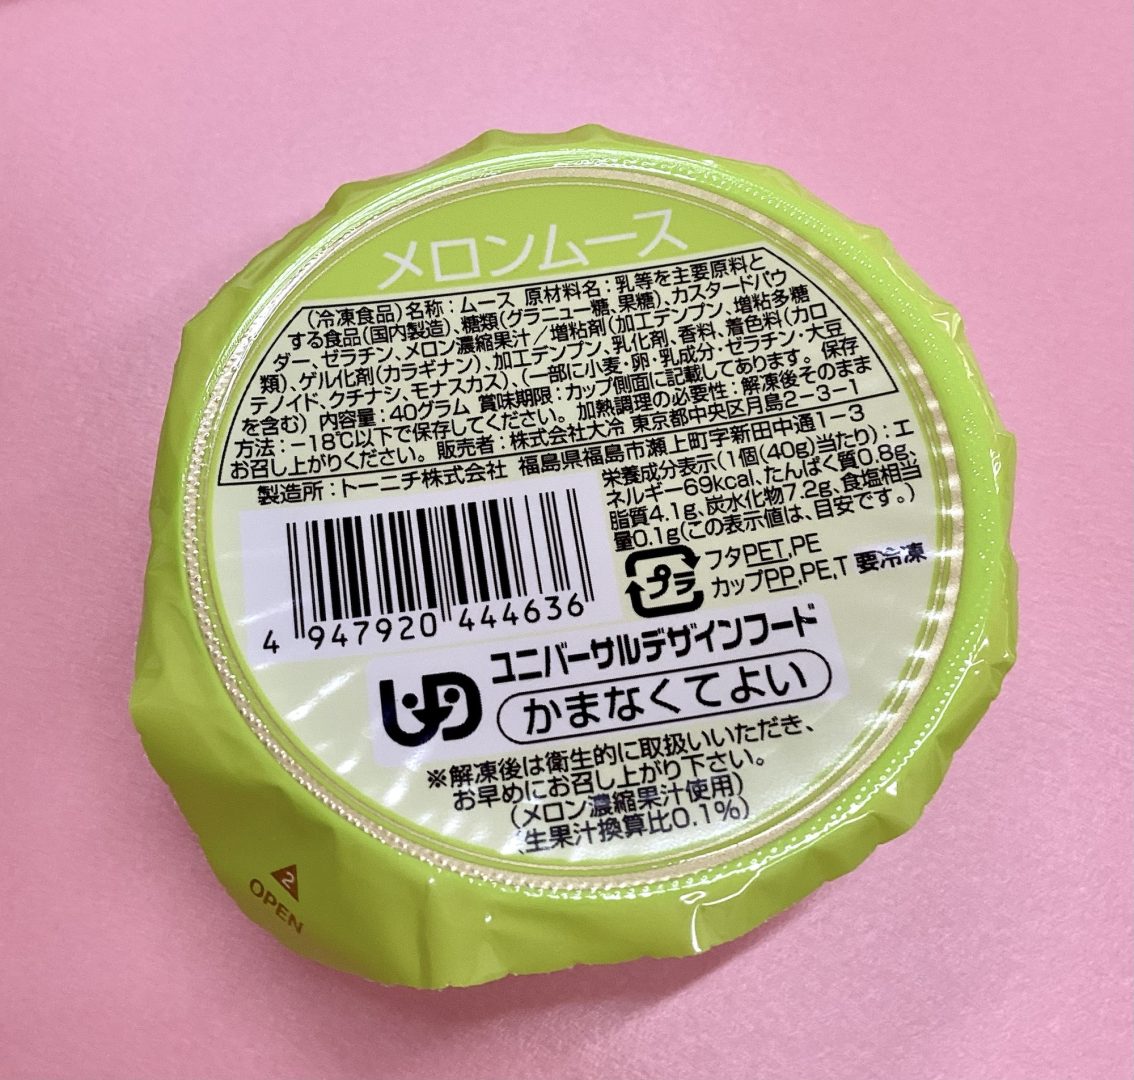 メロンムース
(冷凍食品)名称:ムース 原材料名:乳等を主要原料と
する食品(国内製造)、糖類(グラニュー糖、果糖)、カスタードパウ
ダー、ゼラチン、メロン濃縮果汁/増粘剤(加工デンプン、増粘多糖
類)、ゲル化剤(カラギナン)、加工デンプン、乳化剤、香料、着色料(カロ
テノイド、クチナシ、モナスカス)、(一部に小麦・卵・乳成分・ゼラチン・大豆
を含む) 内容量:40グラム 賞味期限:カップ側面に記載してあります。保存
方法:-18℃以下で保存してください。加熱調理の必要性:解凍後そのまま
お召し上がりください。 販売者:株式会社大冷 東京都中央区月島2-3-1
製造所:トーニチ株式会社 福島県福島市瀬上町字新田中通1-3
栄養成分表示(1個(40g)当たり):エ
ネルギー69kcal、たんぱく質0.8g、
脂質4.1g、炭水化物7.2g、食塩相当
量0.1g(この表示値は、目安です。)
プラ
フタPET,PE
カップPP,PE,T 要冷凍
4 947920 444636
UD
ユニバーサルデザインフード
かまなくてよい
※解凍後は衛生的に取扱いいただき、
お早めにお召し上がり下さい。
(メロン濃縮果汁使用)
(生果汁換算比0.1%)
2
OPEN